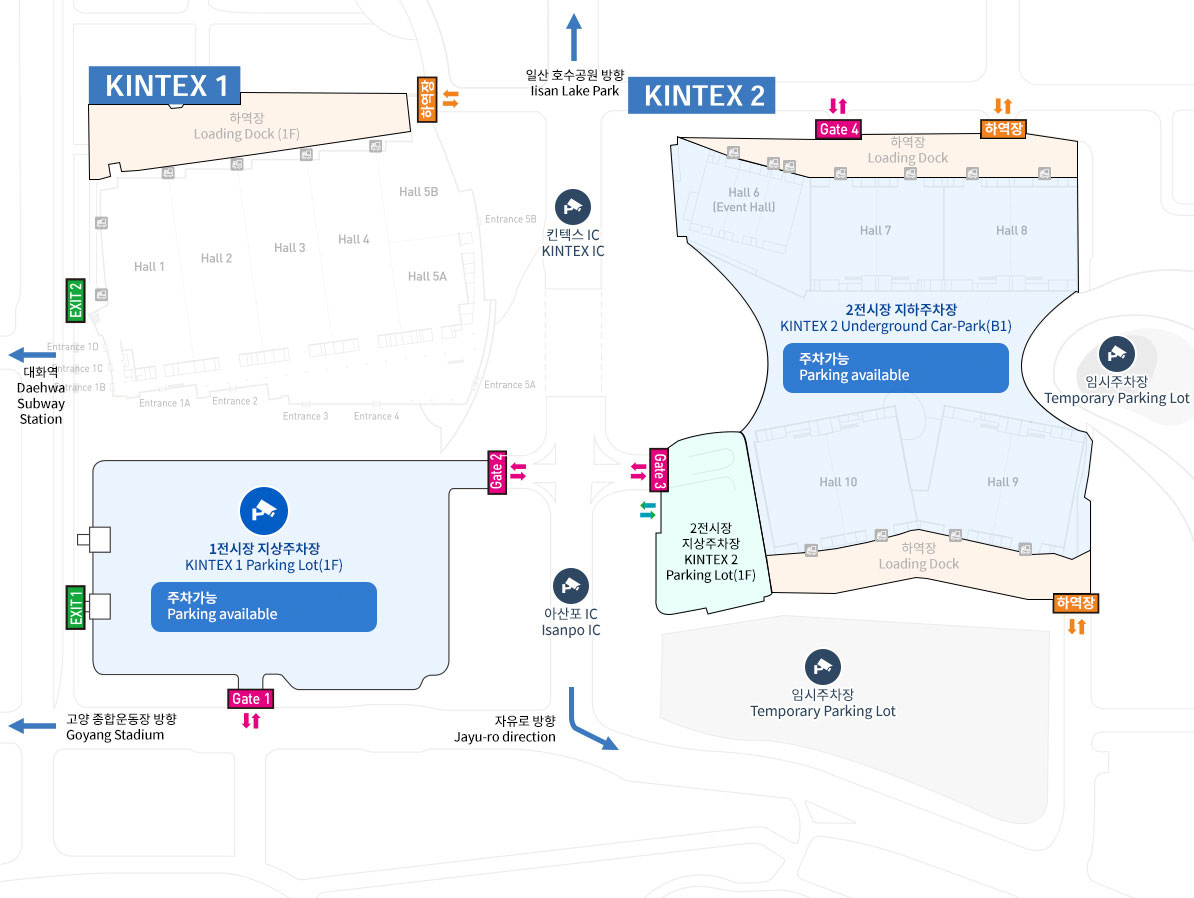 일산 호수공원 방향
Iisan Lake Park
KINTEX 1
KINTEX 2
하역장
하역장
Loading Dock (1F)
Gate 4
하역장
하역장
Loading Dock
Hall 5B
Hall 4
Hall 3
Hall 2
Hall 1
Hall 5A
Entrance 5B
킨텍스 IC
KINTEX IC
Hall 6
(Event Hall)
Hall 7
Hall 8
EXIT 2
2전시장 지하주차장
KINTEX 2 Underground Car-Park(B1)
주차가능
Parking available
임시주차장
Temporary Parking Lot
Entrance 1D
Entrance 1C
Entrance 1B
대화역
Daehwa
Subway
Station
Entrance 1A
Entrance 2
Entrance 3
Entrance 4
Entrance 5A
Gate 2
Gate 3
Hall 10
Hall 9
1전시장 지상주차장
KINTEX 1 Parking Lot(1F)
주차가능
Parking available
2전시장
지상주차장
KINTEX 2
Parking Lot(1F)
하역장
Loading Dock
하역장
EXIT 1
아산포 IC
Isanpo IC
Gate 1
임시주차장
Temporary Parking Lot
고양 종합운동장 방향
Goyang Stadium
자유로 방향
Jayu-ro direction